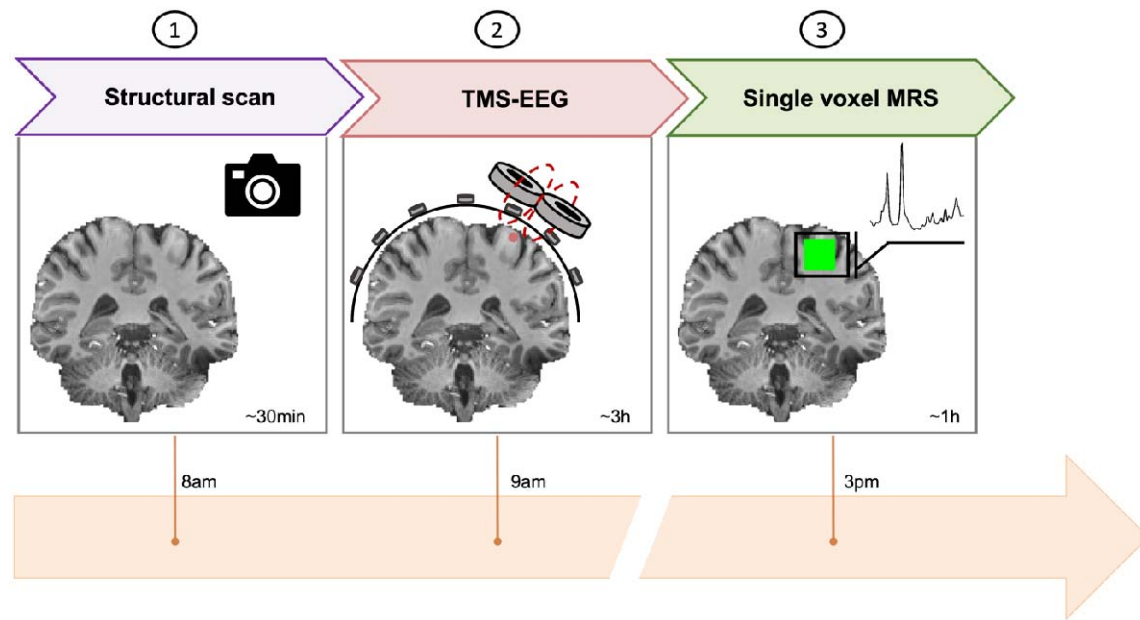 1
2
3
Structural scan
TMS-EEG
Single voxel MRS
~30min
~3h
~1h
8am
9am
3pm